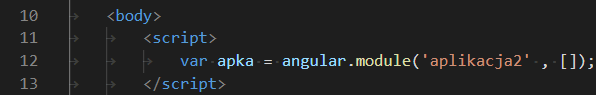 10 <body>
11 <script>
12 var apka = angular.module('aplikacja2' , []);
13 </script>